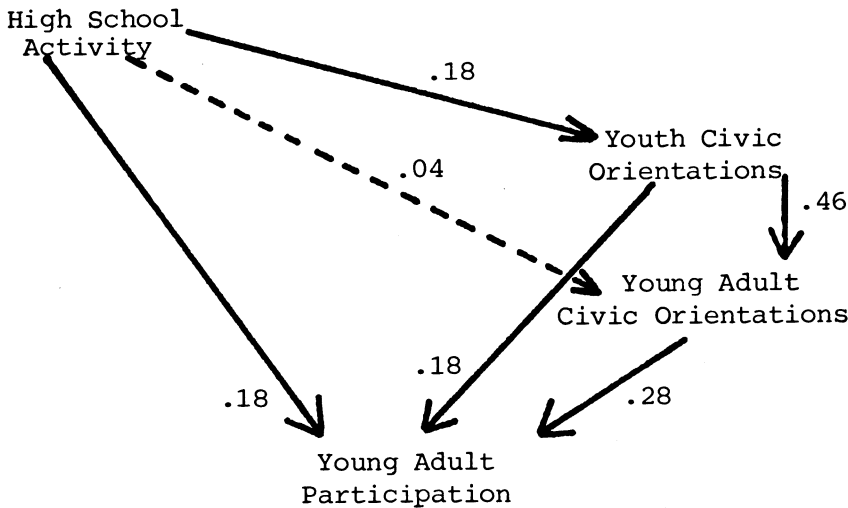 High School
Activity
.18
Youth Civic
Orientations
.04
.46
Young Adult
Civic Orientations
.18
.18
.28
Young Adult
Participation